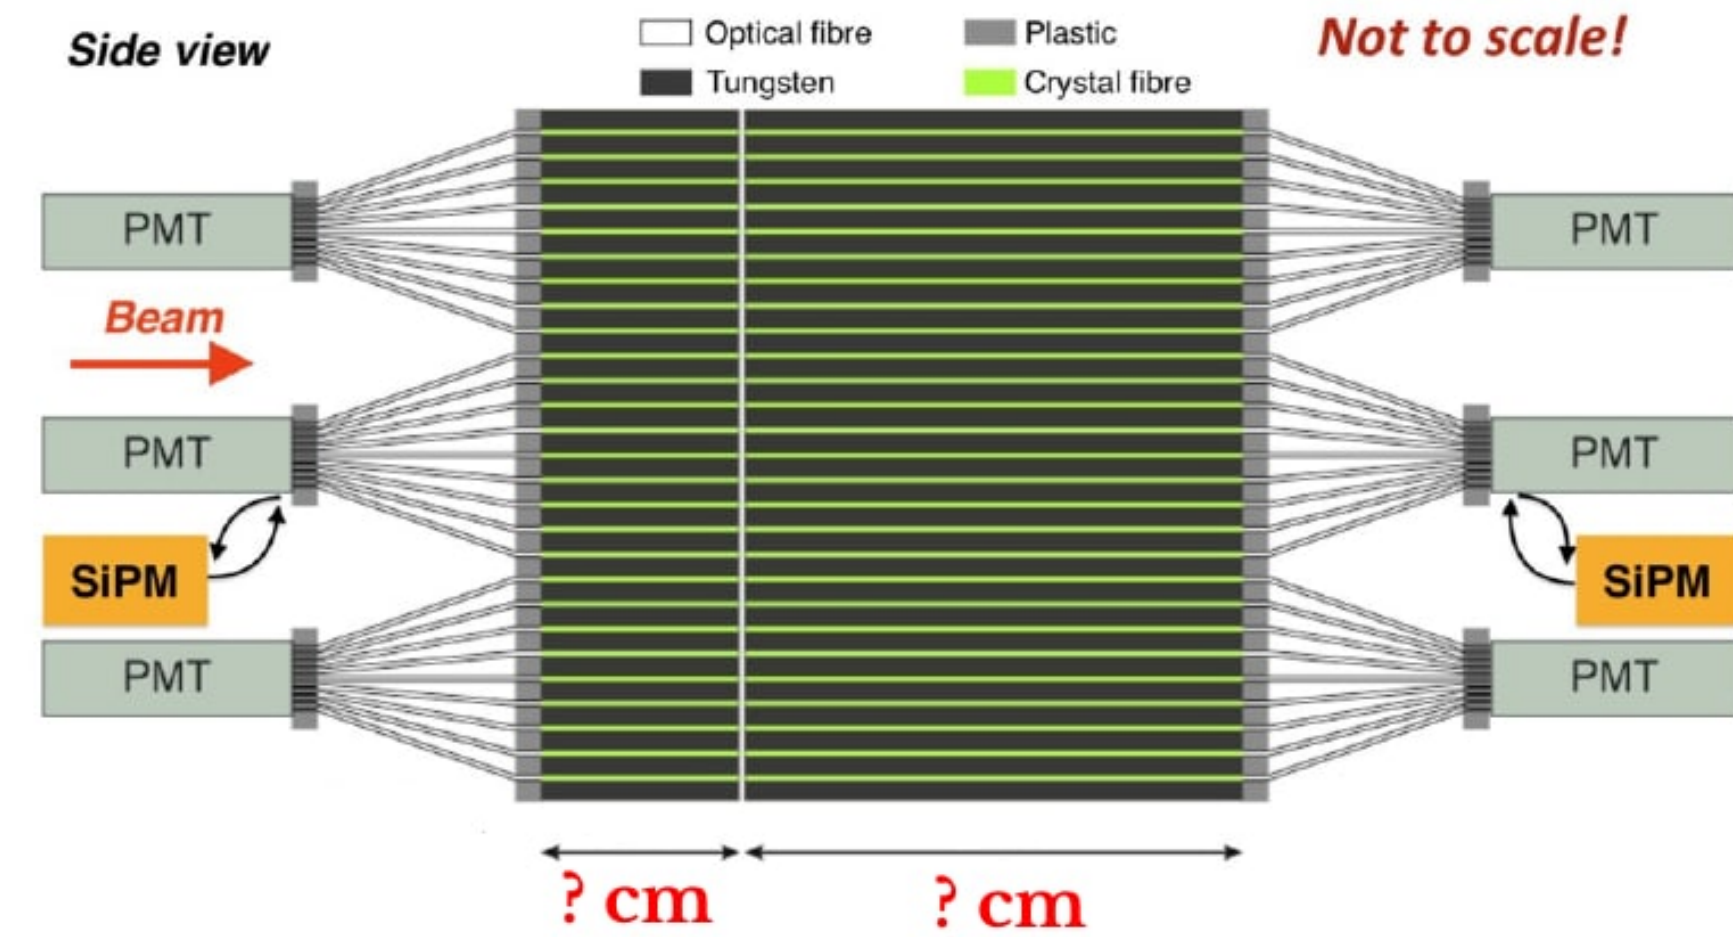 Side view
Optical fibre
Plastic
Not to scale!
Tungsten
Crystal fibre
PMT
PMT
Beam
PMT
PMT
SiPM
SiPM
PMT
PMT
? cm
? cm